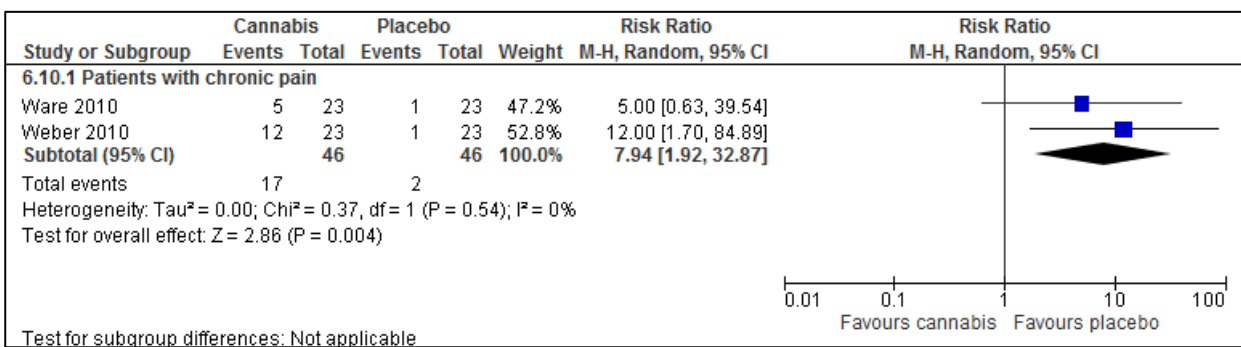 Cannabis Placebo Risk Ratio Risk Ratio
Study or Subgroup Events Total Events Total Weight M-H, Random, 95% CI M-H, Random, 95% CI
6.10.1 Patients with chronic pain
Ware 2010 5 23 1 23 47.2% 5.00 [0.63, 39.54]
Weber 2010 12 23 1 23 52.8% 12.00 [1.70, 84.89]
Subtotal (95% CI) 46 46 100.0% 7.94 [1.92, 32.87]
Total events 17 2
Heterogeneity: Tau² = 0.00; Chi² = 0.37, df = 1 (P = 0.54); I² = 0%
Test for overall effect: Z = 2.86 (P = 0.004)
0.01 0.1 1 10 100
Favours cannabis Favours placebo
Test for subgroup differences: Not applicable